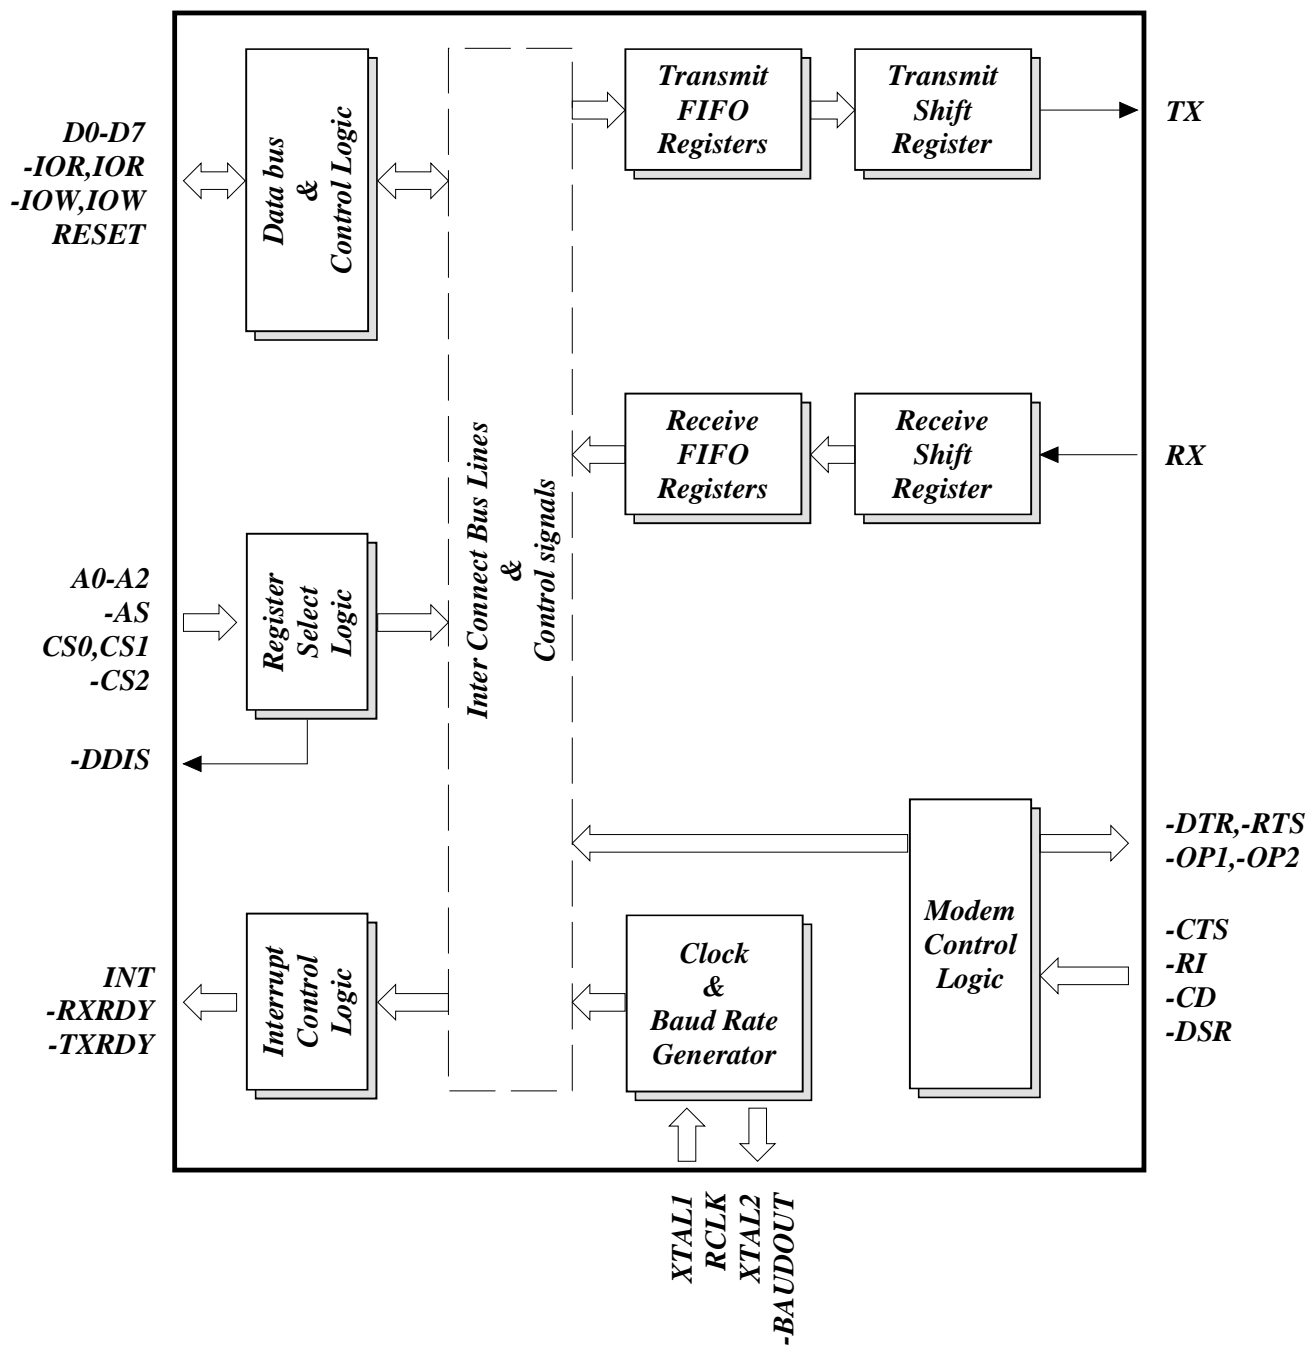 D0-D7
-IOR,IOR
-IOW,IOW
RESET
Data bus
&
Control Logic
A0-A2
-AS
CS0,CS1
-CS2
Register
Select
Logic
-DDIS
INT
-RXRDY
-TXRDY
Interrupt
Control
Logic
Inter Connect Bus Lines
&
Control signals
Transmit
FIFO
Registers
Transmit
Shift
Register
TX
Receive
FIFO
Registers
Receive
Shift
Register
RX
Clock
&
Baud Rate
Generator
Modem
Control
Logic
-DTR,-RTS
-OP1,-OP2
-CTS
-RI
-CD
-DSR
XTAL1
RCLK
XTAL2
-BAUDOUT